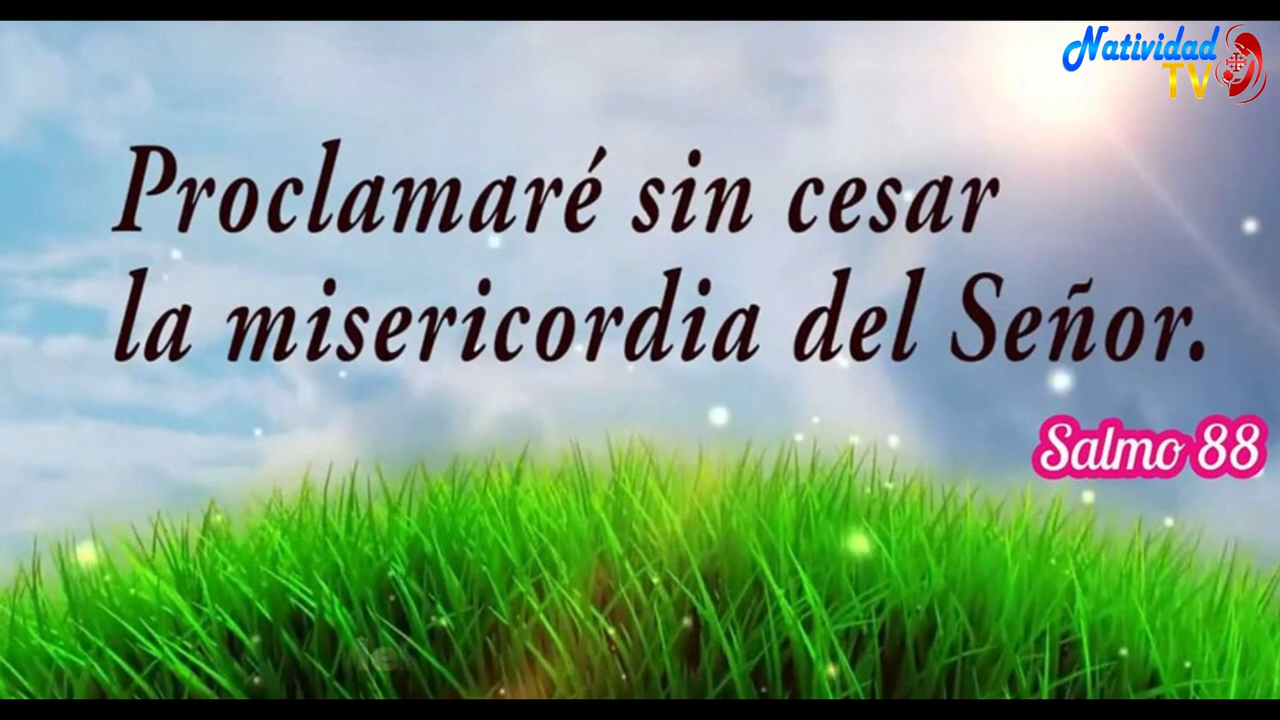 Natividad
TV
Proclamaré sin cesar
la misericordia del Señor.
Salmo 88